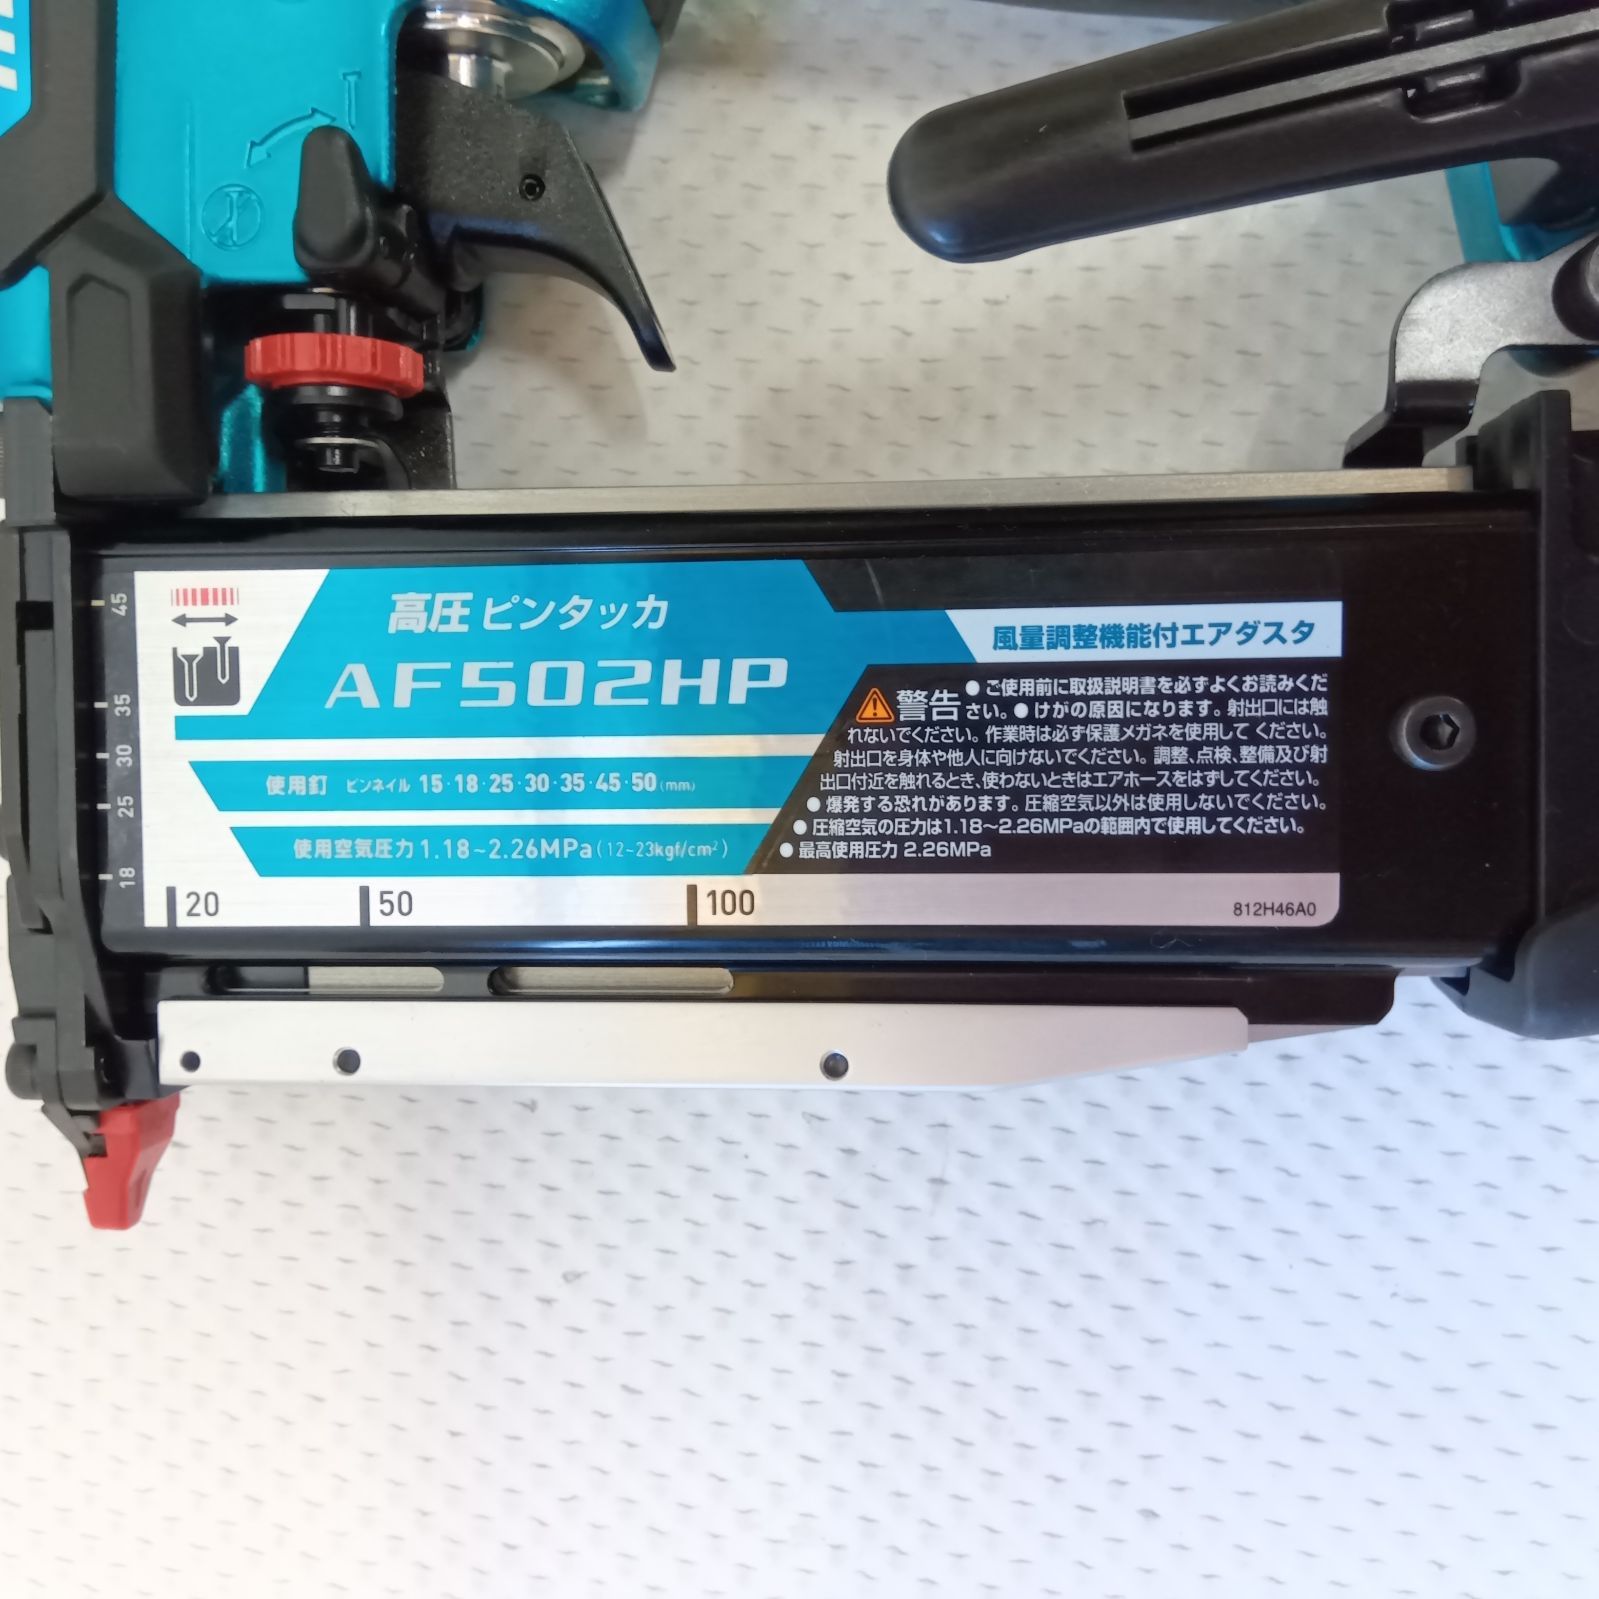 高圧 ピンタッカ
AF502HP
風量調整機能付エアダスタ
警告
● ご使用前に取扱説明書を必ずよくお読みくだ
さい。● けがの原因になります。射出口には触
れないでください。作業時は必ず保護メガネを使用して ください。
射出口を身体や他人に向けないでください。調整、点検、整備及び射
出口付近を触れるとき、使わないときはエアホースをはずしてください。
● 爆発する恐れがあります。圧縮空気以外は使用しないでください。
● 圧縮空気の圧力は1.18～2.26MPaの範囲内で使用してください。
● 最高使用圧力 2.26MPa
使用釘 ピンネイル 15・18・25・30・35・45・50(mm)
使用空気圧力 1.18～2.26MPa(12~23kgf/cm²)
45
35
30
25
18
20 50 100
812H46A0